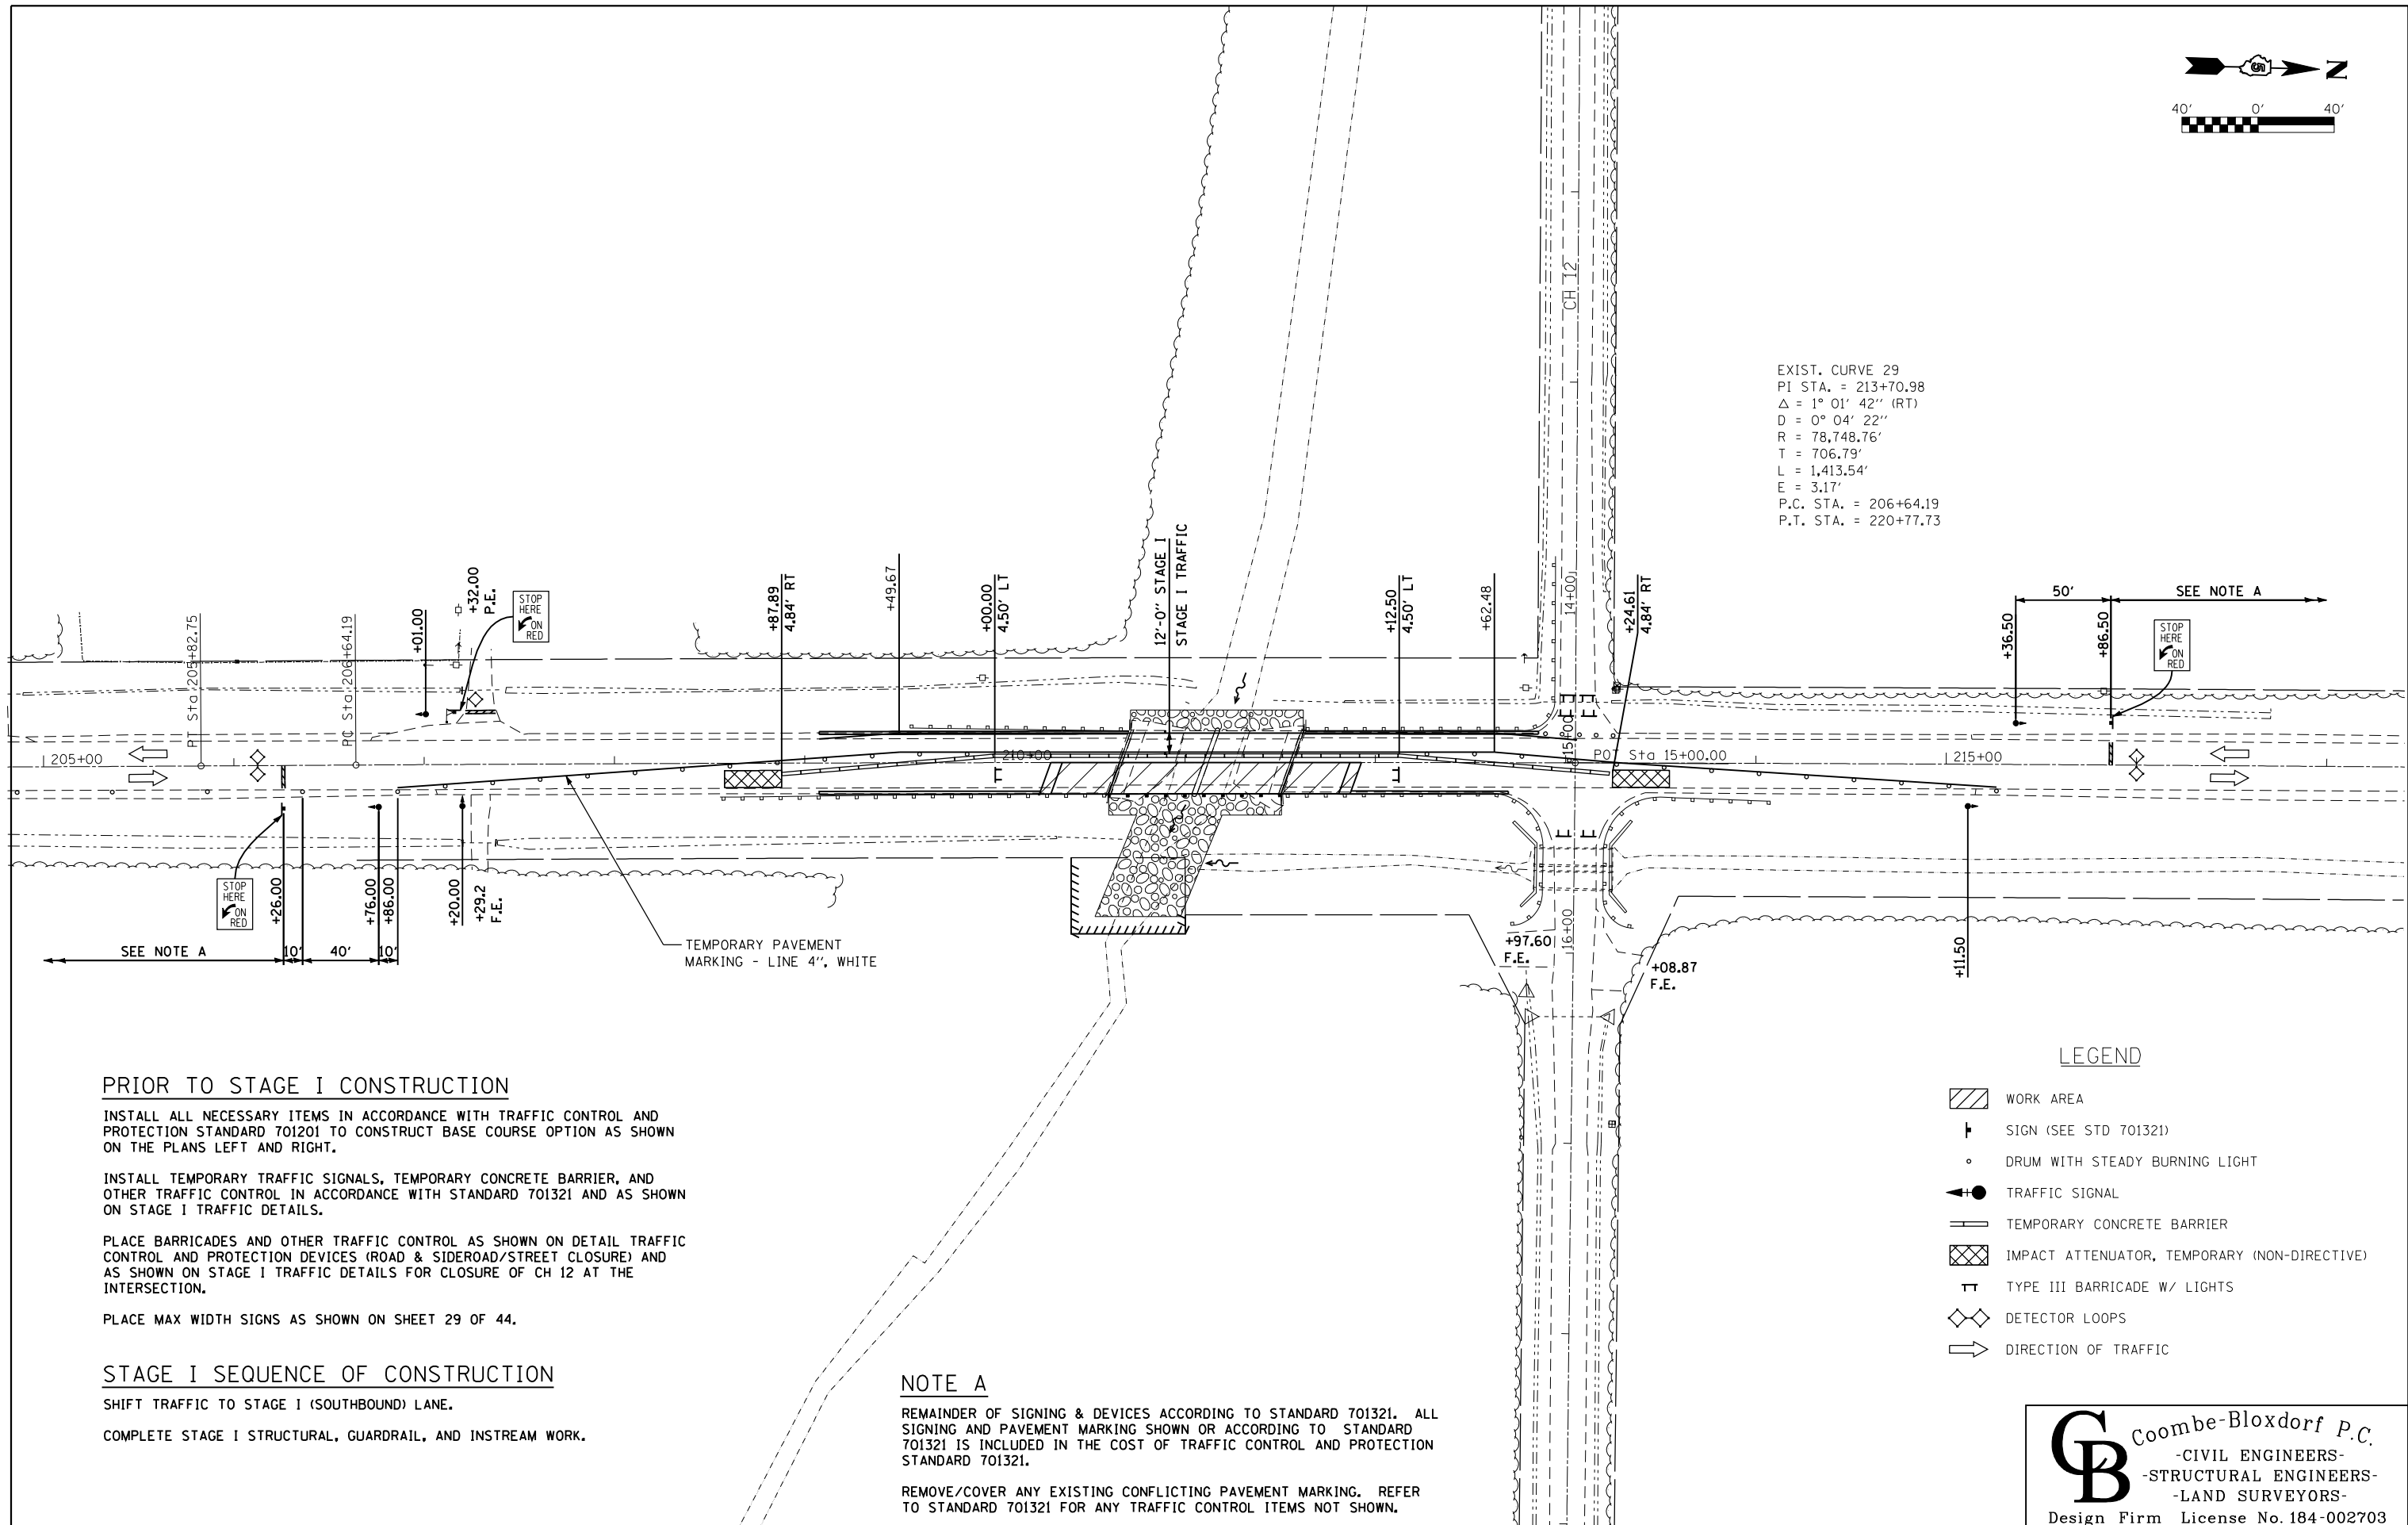 N
40' 0' 40'
EXIST. CURVE 29
PI STA. = 213+70.98
Δ = 1° 01' 42'' (RT)
D = 0° 04' 22''
R = 78,748.76'
T = 706.79'
L = 1,413.54'
E = 3.17'
P.C. STA. = 206+64.19
P.T. STA. = 220+77.73
CH 12
PT Sta 205+82.75
PC Sta 206+64.19
+01.00
+32.00
P.E.
STOP
HERE
ON
RED
+87.89
4.84' RT
+49.67
+00.00
4.50' LT
12'-0'' STAGE I
STAGE I TRAFFIC
+12.50
4.50' LT
+62.48
14+00
+24.61
4.84' RT
+36.50
50'
+86.50
SEE NOTE A
STOP
HERE
ON
RED
205+00
210+00
15+00
POT Sta 15+00.00
215+00
STOP
HERE
ON
RED
+26.00
+76.00
+86.00
+20.00
+29.2
F.E.
SEE NOTE A
10'
40'
10'
TEMPORARY PAVEMENT
MARKING - LINE 4'', WHITE
16+00
+97.60
F.E.
+08.87
F.E.
+11.50
PRIOR TO STAGE I CONSTRUCTION
INSTALL ALL NECESSARY ITEMS IN ACCORDANCE WITH TRAFFIC CONTROL AND
PROTECTION STANDARD 701201 TO CONSTRUCT BASE COURSE OPTION AS SHOWN
ON THE PLANS LEFT AND RIGHT.
INSTALL TEMPORARY TRAFFIC SIGNALS, TEMPORARY CONCRETE BARRIER, AND
OTHER TRAFFIC CONTROL IN ACCORDANCE WITH STANDARD 701321 AND AS SHOWN
ON STAGE I TRAFFIC DETAILS.
PLACE BARRICADES AND OTHER TRAFFIC CONTROL AS SHOWN ON DETAIL TRAFFIC
CONTROL AND PROTECTION DEVICES (ROAD & SIDEROAD/STREET CLOSURE) AND
AS SHOWN ON STAGE I TRAFFIC DETAILS FOR CLOSURE OF CH 12 AT THE
INTERSECTION.
PLACE MAX WIDTH SIGNS AS SHOWN ON SHEET 29 OF 44.
STAGE I SEQUENCE OF CONSTRUCTION
SHIFT TRAFFIC TO STAGE I (SOUTHBOUND) LANE.
COMPLETE STAGE I STRUCTURAL, GUARDRAIL, AND INSTREAM WORK.
NOTE A
REMAINDER OF SIGNING & DEVICES ACCORDING TO STANDARD 701321. ALL
SIGNING AND PAVEMENT MARKING SHOWN OR ACCORDING TO STANDARD
701321 IS INCLUDED IN THE COST OF TRAFFIC CONTROL AND PROTECTION
STANDARD 701321.
REMOVE/COVER ANY EXISTING CONFLICTING PAVEMENT MARKING. REFER
TO STANDARD 701321 FOR ANY TRAFFIC CONTROL ITEMS NOT SHOWN.
LEGEND
WORK AREA
SIGN (SEE STD 701321)
DRUM WITH STEADY BURNING LIGHT
TRAFFIC SIGNAL
TEMPORARY CONCRETE BARRIER
IMPACT ATTENUATOR, TEMPORARY (NON-DIRECTIVE)
TYPE III BARRICADE W/ LIGHTS
DETECTOR LOOPS
DIRECTION OF TRAFFIC
CB Coombe-Bloxdorf P.C.
-CIVIL ENGINEERS-
-STRUCTURAL ENGINEERS-
-LAND SURVEYORS-
Design Firm License No. 184-002703